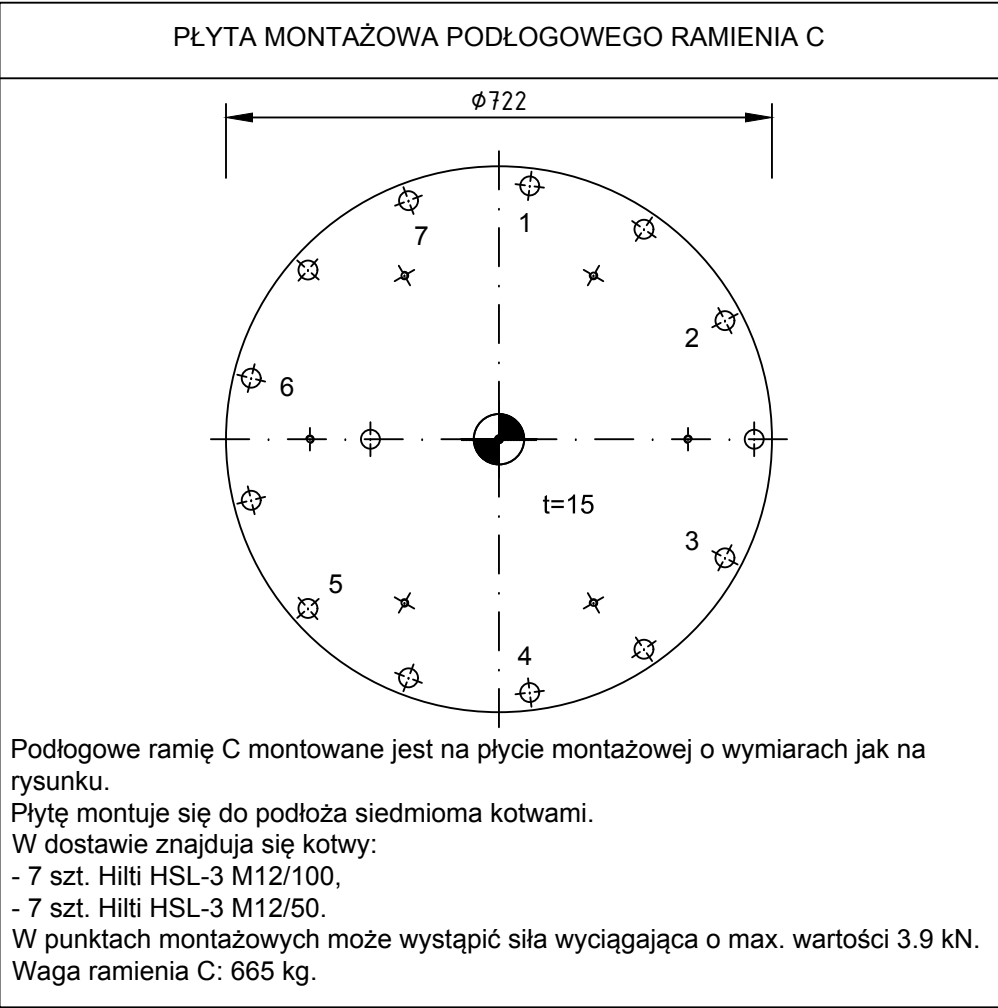 PŁYTA MONTAŻOWA PODŁOGOWEGO RAMIENIA C
⌀722
7
1
2
6
t=15
3
5
4
Podłogowe ramię C montowane jest na płycie montażowej o wymiarach jak na
rysunku.
Płytę montuje się do podłoża siedmioma kotwami.
W dostawie znajduja się kotwy:
- 7 szt. Hilti HSL-3 M12/100,
- 7 szt. Hilti HSL-3 M12/50.
W punktach montażowych może wystąpić siła wyciągająca o max. wartości 3.9 kN.
Waga ramienia C: 665 kg.